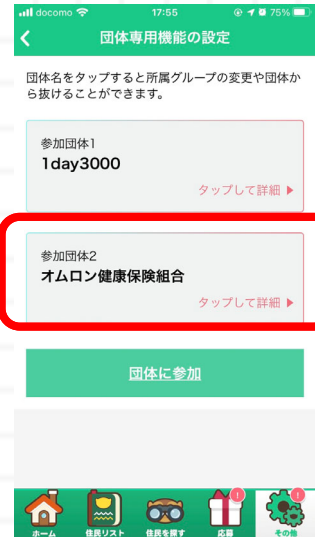 docomo 17:55 75%
団体専用機能の設定
団体名をタップすると所属グループの変更や団体か
ら抜けることができます。
参加団体1
1day3000
タップして詳細 ▶
参加団体2
オムロン健康保険組合
タップして詳細 ▶
団体に参加
ホーム 住民リスト 住民を探す 応募 その他